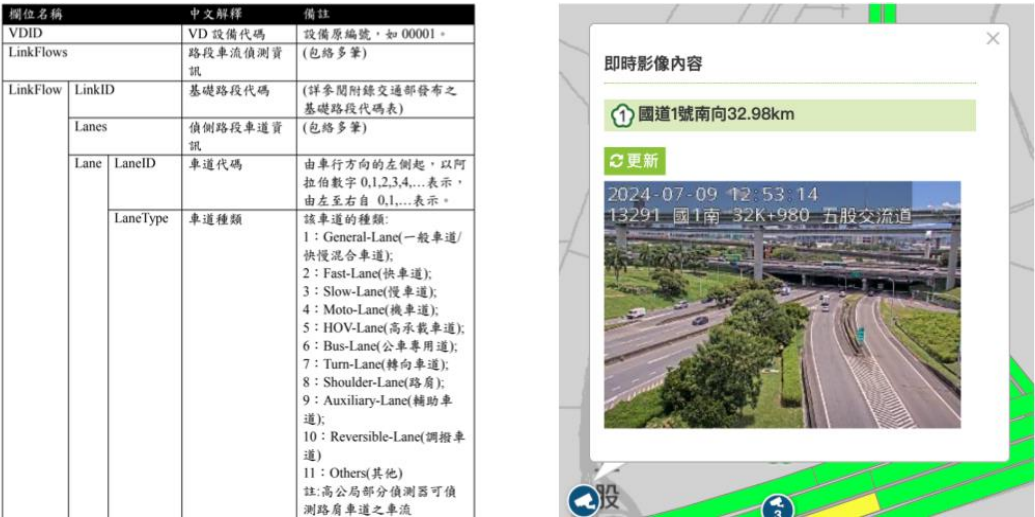 欄位名稱 中文解釋 備註
VDID VD 設備代碼 設備原編號，如 00001。
LinkFlows 路段車流偵測資訊 (包絡多筆)
LinkFlow LinkID 基礎路段代碼 (詳參閱附錄交通部發布之
基礎路段代碼表)
Lanes 偵側路段車道資訊 (包絡多筆)
Lane LaneID 車道代碼 由車行方向的左側起，以阿
拉伯數字 0,1,2,3,4,…表示，
由左至右自 0,1,…表示。
LaneType 車道種類 該車道的種類:
1：General-Lane(一般車道/
快慢混合車道);
2：Fast-Lane(快車道);
3：Slow-Lane(慢車道);
4：Moto-Lane(機車道);
5：HOV-Lane(高承載車道);
6：Bus-Lane(公車專用道);
7：Turn-Lane(轉向車道);
8：Shoulder-Lane(路肩);
9：Auxiliary-Lane(輔助車
道);
10：Reversible-Lane(調撥車
道)
11：Others(其他)
註:高公局部分偵測器可偵
測路肩車道之車流
即時影像內容
1 國道1號南向32.98km
更新
2024-07-09 12:53:14
13291 國1南 32K+980 五股交流道
股
3